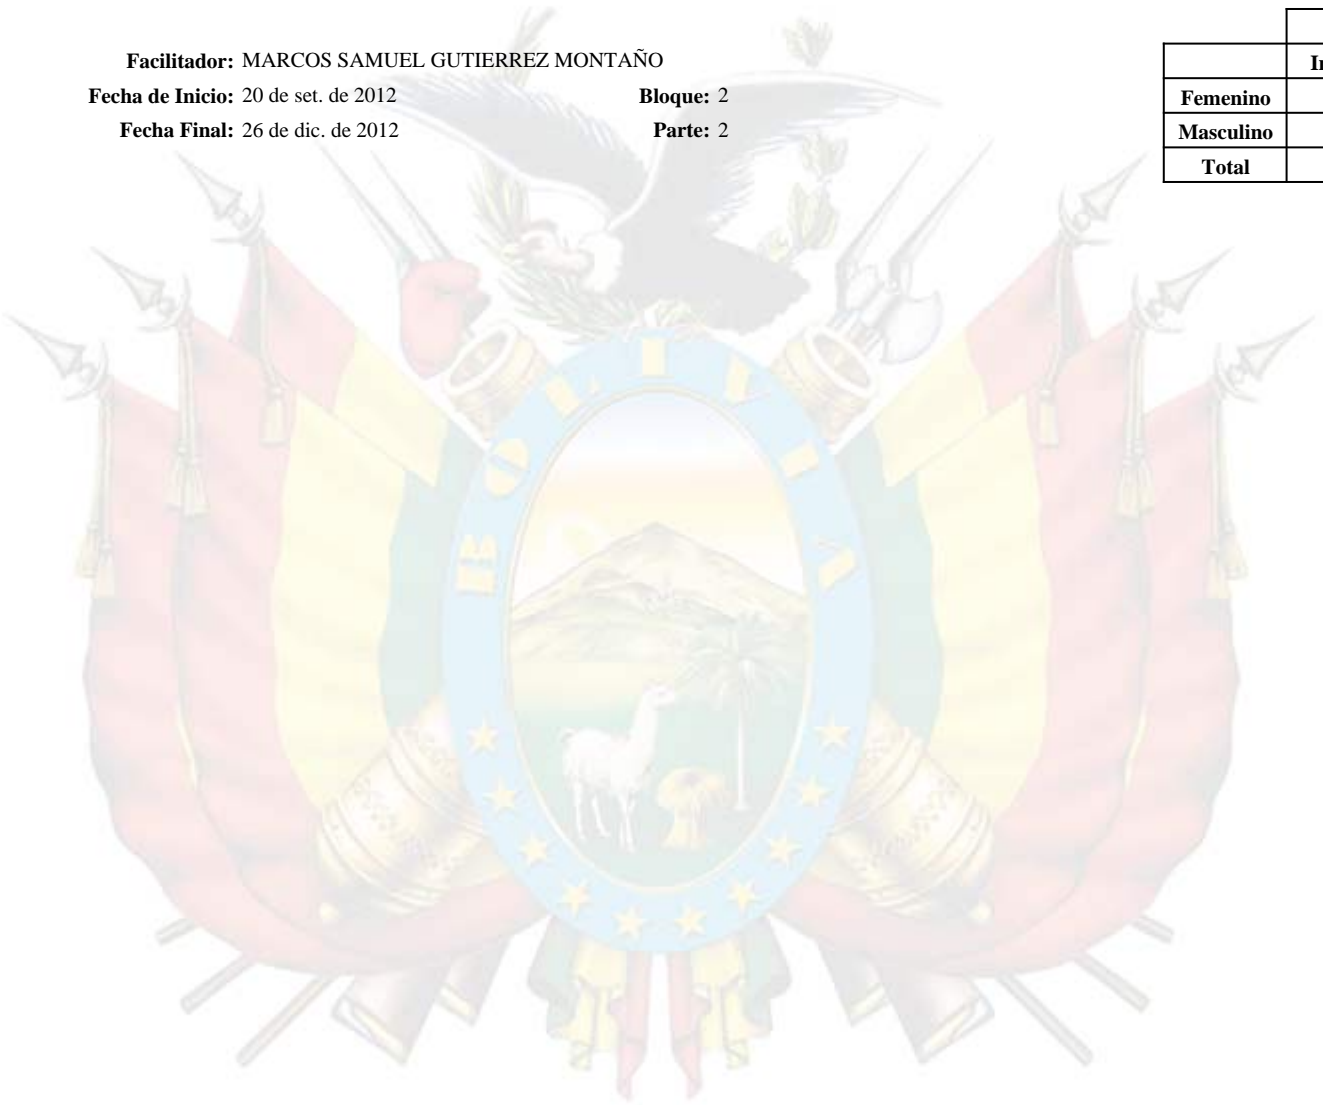 Facilitador: MARCOS SAMUEL GUTIERREZ MONTAÑO
Fecha de Inicio: 20 de set. de 2012 Bloque: 2
Fecha Final: 26 de dic. de 2012 Parte: 2
Femenino
Masculino
Total
BOLIVIA